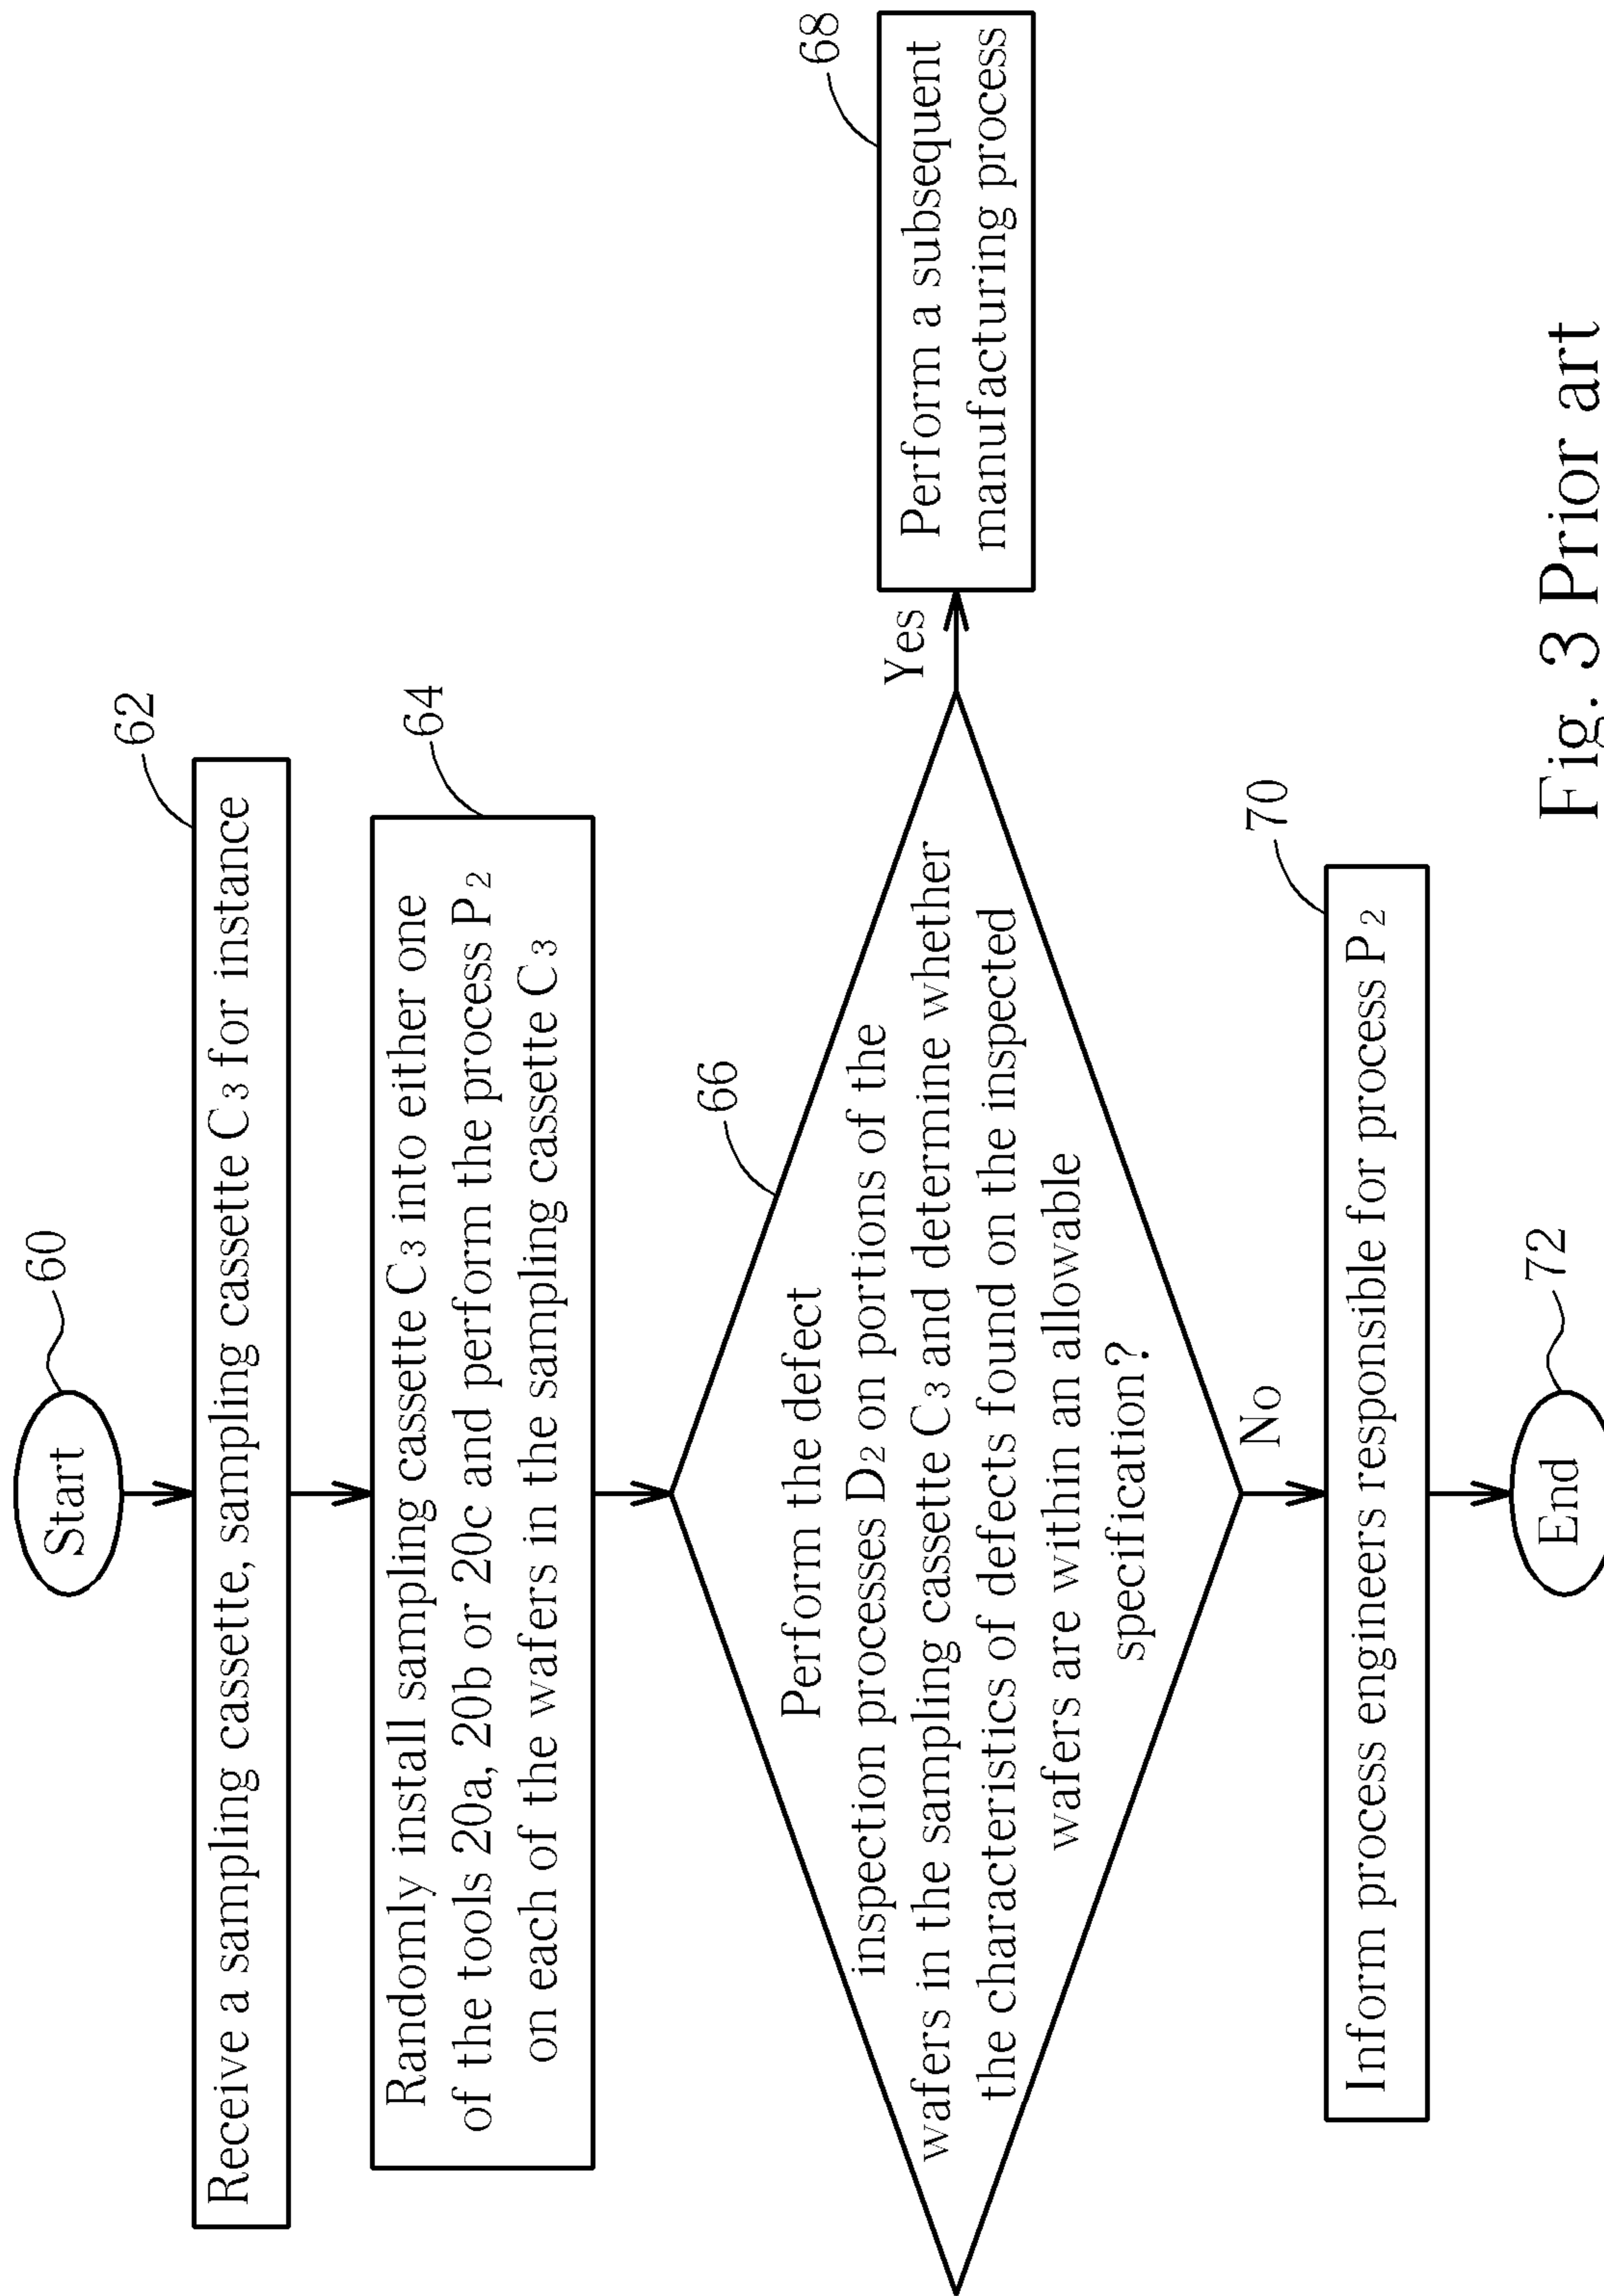 Start
60
Receive a sampling cassette, sampling cassette C₃ for instance
62
Randomly install sampling cassette C₃ into either one
of the tools 20a, 20b or 20c and perform the process P₂
on each of the wafers in the sampling cassette C₃
64
Perform the defect
inspection processes D₂ on portions of the
wafers in the sampling cassette C₃ and determine whether
the characteristics of defects found on the inspected
wafers are within an allowable
specification?
66
Yes
Perform a subsequent
manufacturing process
68
No
Inform process engineers responsible for process P₂
70
End
72
Fig. 3 Prior art